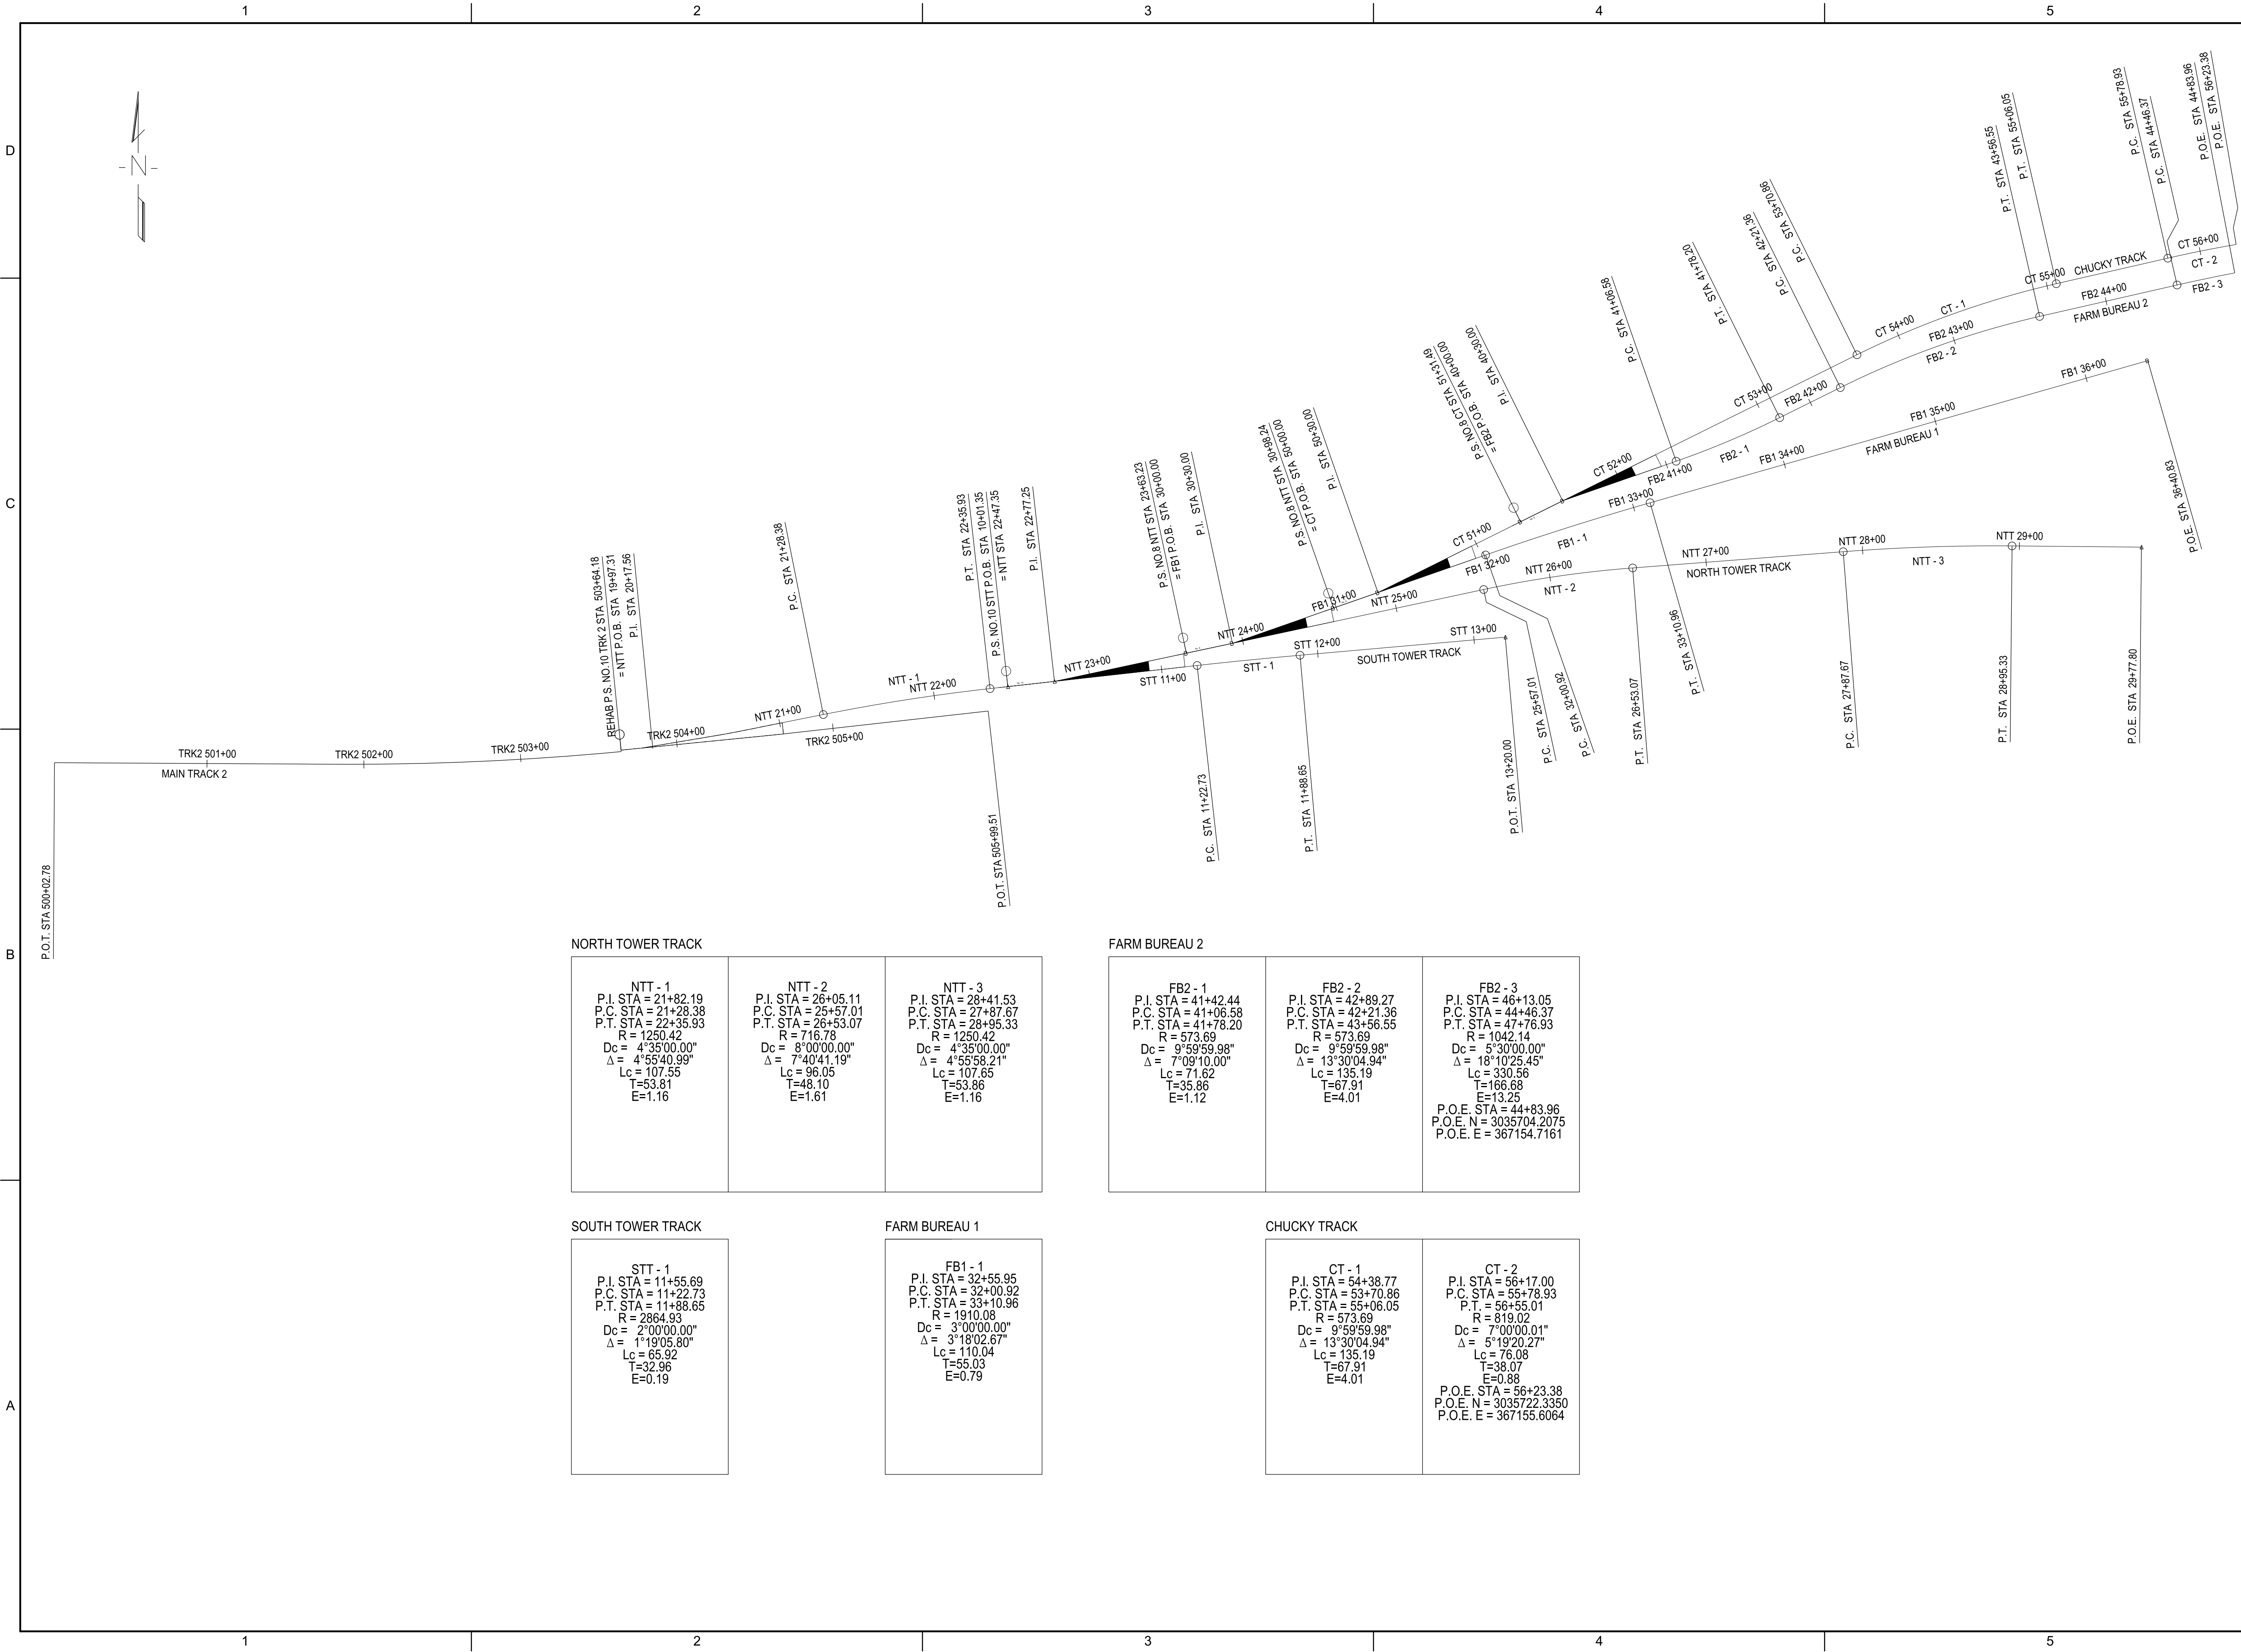 1 2 3 4 5
D
C
B
A
- N -
P.O.T. STA 500+02.78
TRK2 501+00
MAIN TRACK 2
TRK2 502+00
TRK2 503+00
REHAB P.S. NO.10 TRK 2 STA 503+64.18
= NTT P.O.B. STA 19+97.31
P.I. STA 20+17.56
TRK2 504+00
NTT 21+00
TRK2 505+00
P.C. STA 21+28.38
NTT - 1
NTT 22+00
P.T. STA 22+35.93
P.S. NO.10 STT P.O.B. STA 10+01.35
= NTT STA 22+47.35
P.I. STA 22+77.25
P.O.T. STA 505+99.51
NTT 23+00
STT 11+00
P.S. NO.8 NTT STA 23+63.23
= FB1 P.O.B. STA 30+00.00
P.I. STA 30+30.00
P.C. STA 11+22.73
NTT 24+00
STT - 1
STT 12+00
P.T. STA 11+88.65
SOUTH TOWER TRACK
STT 13+00
P.O.T. STA 13+20.00
P.S. NO.8 NTT STA 30+98.24
= CT P.O.B. STA 50+00.00
P.I. STA 50+30.00
FB1 31+00
NTT 25+00
CT 51+00
FB1 32+00
P.C. STA 25+57.01
P.C. STA 32+00.92
NTT 26+00
NTT - 2
P.T. STA 26+53.07
FB1 - 1
FB1 33+00
P.T. STA 33+10.96
P.S. NO.8 CT STA 51+31.49
= FB2 P.O.B. STA 40+00.00
P.I. STA 40+30.00
CT 52+00
FB2 41+00
P.C. STA 41+06.58
FB2 - 1
P.T. STA 41+78.20
P.C. STA 42+21.36
P.C. STA 53+70.86
CT 53+00
FB2 42+00
FB1 34+00
FARM BUREAU 1
FB1 35+00
FB1 36+00
P.O.E. STA 36+40.83
NTT 27+00
NORTH TOWER TRACK
NTT 28+00
P.C. STA 27+87.67
NTT - 3
NTT 29+00
P.T. STA 28+95.33
P.O.E. STA 29+77.80
CT 54+00
CT - 1
FB2 43+00
FB2 - 2
P.T. STA 43+56.55
P.T. STA 55+06.05
CT 55+00
CHUCKY TRACK
FB2 44+00
FARM BUREAU 2
P.C. STA 55+78.93
P.C. STA 44+46.37
P.O.E. STA 44+83.96
P.O.E. STA 56+23.38
CT 56+00
CT - 2
FB2 - 3
NORTH TOWER TRACK
NTT - 1
P.I. STA = 21+82.19
P.C. STA = 21+28.38
P.T. STA = 22+35.93
R = 1250.42
Dc = 4°35'00.00"
Δ = 4°55'40.99"
Lc = 107.55
T=53.81
E=1.16
NTT - 2
P.I. STA = 26+05.11
P.C. STA = 25+57.01
P.T. STA = 26+53.07
R = 716.78
Dc = 8°00'00.00"
Δ = 7°40'41.19"
Lc = 96.05
T=48.10
E=1.61
NTT - 3
P.I. STA = 28+41.53
P.C. STA = 27+87.67
P.T. STA = 28+95.33
R = 1250.42
Dc = 4°35'00.00"
Δ = 4°55'58.21"
Lc = 107.65
T=53.86
E=1.16
FARM BUREAU 2
FB2 - 1
P.I. STA = 41+42.44
P.C. STA = 41+06.58
P.T. STA = 41+78.20
R = 573.69
Dc = 9°59'59.98"
Δ = 7°09'10.00"
Lc = 71.62
T=35.86
E=1.12
FB2 - 2
P.I. STA = 42+89.27
P.C. STA = 42+21.36
P.T. STA = 43+56.55
R = 573.69
Dc = 9°59'59.98"
Δ = 13°30'04.94"
Lc = 135.19
T=67.91
E=4.01
FB2 - 3
P.I. STA = 46+13.05
P.C. STA = 44+46.37
P.T. STA = 47+76.93
R = 1042.14
Dc = 5°30'00.00"
Δ = 18°10'25.45"
Lc = 330.56
T=166.68
E=13.25
P.O.E. STA = 44+83.96
P.O.E. N = 3035704.2075
P.O.E. E = 367154.7161
SOUTH TOWER TRACK
STT - 1
P.I. STA = 11+55.69
P.C. STA = 11+22.73
P.T. STA = 11+88.65
R = 2864.93
Dc = 2°00'00.00"
Δ = 1°19'05.80"
Lc = 65.92
T=32.96
E=0.19
FARM BUREAU 1
FB1 - 1
P.I. STA = 32+55.95
P.C. STA = 32+00.92
P.T. STA = 33+10.96
R = 1910.08
Dc = 3°00'00.00"
Δ = 3°18'02.67"
Lc = 110.04
T=55.03
E=0.79
CHUCKY TRACK
CT - 1
P.I. STA = 54+38.77
P.C. STA = 53+70.86
P.T. STA = 55+06.05
R = 573.69
Dc = 9°59'59.98"
Δ = 13°30'04.94"
Lc = 135.19
T=67.91
E=4.01
CT - 2
P.I. STA = 56+17.00
P.C. STA = 55+78.93
P.T. = 56+55.01
R = 819.02
Dc = 7°00'00.01"
Δ = 5°19'20.27"
Lc = 76.08
T=38.07
E=0.88
P.O.E. STA = 56+23.38
P.O.E. N = 3035722.3350
P.O.E. E = 367155.6064
1 2 3 4 5